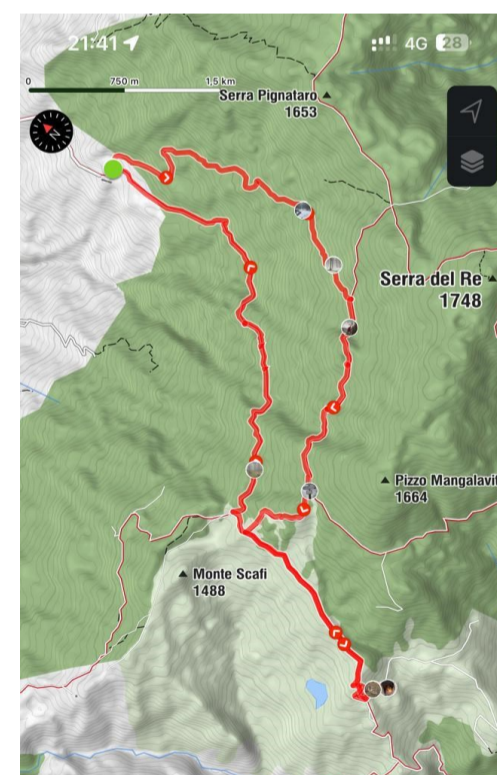 21:41
4G 28
0 750 m 1,5 km
Serra Pignataro
1653
N
Serra del Re
1748
Pizzo Mangalavit
1664
Monte Scafi
1488